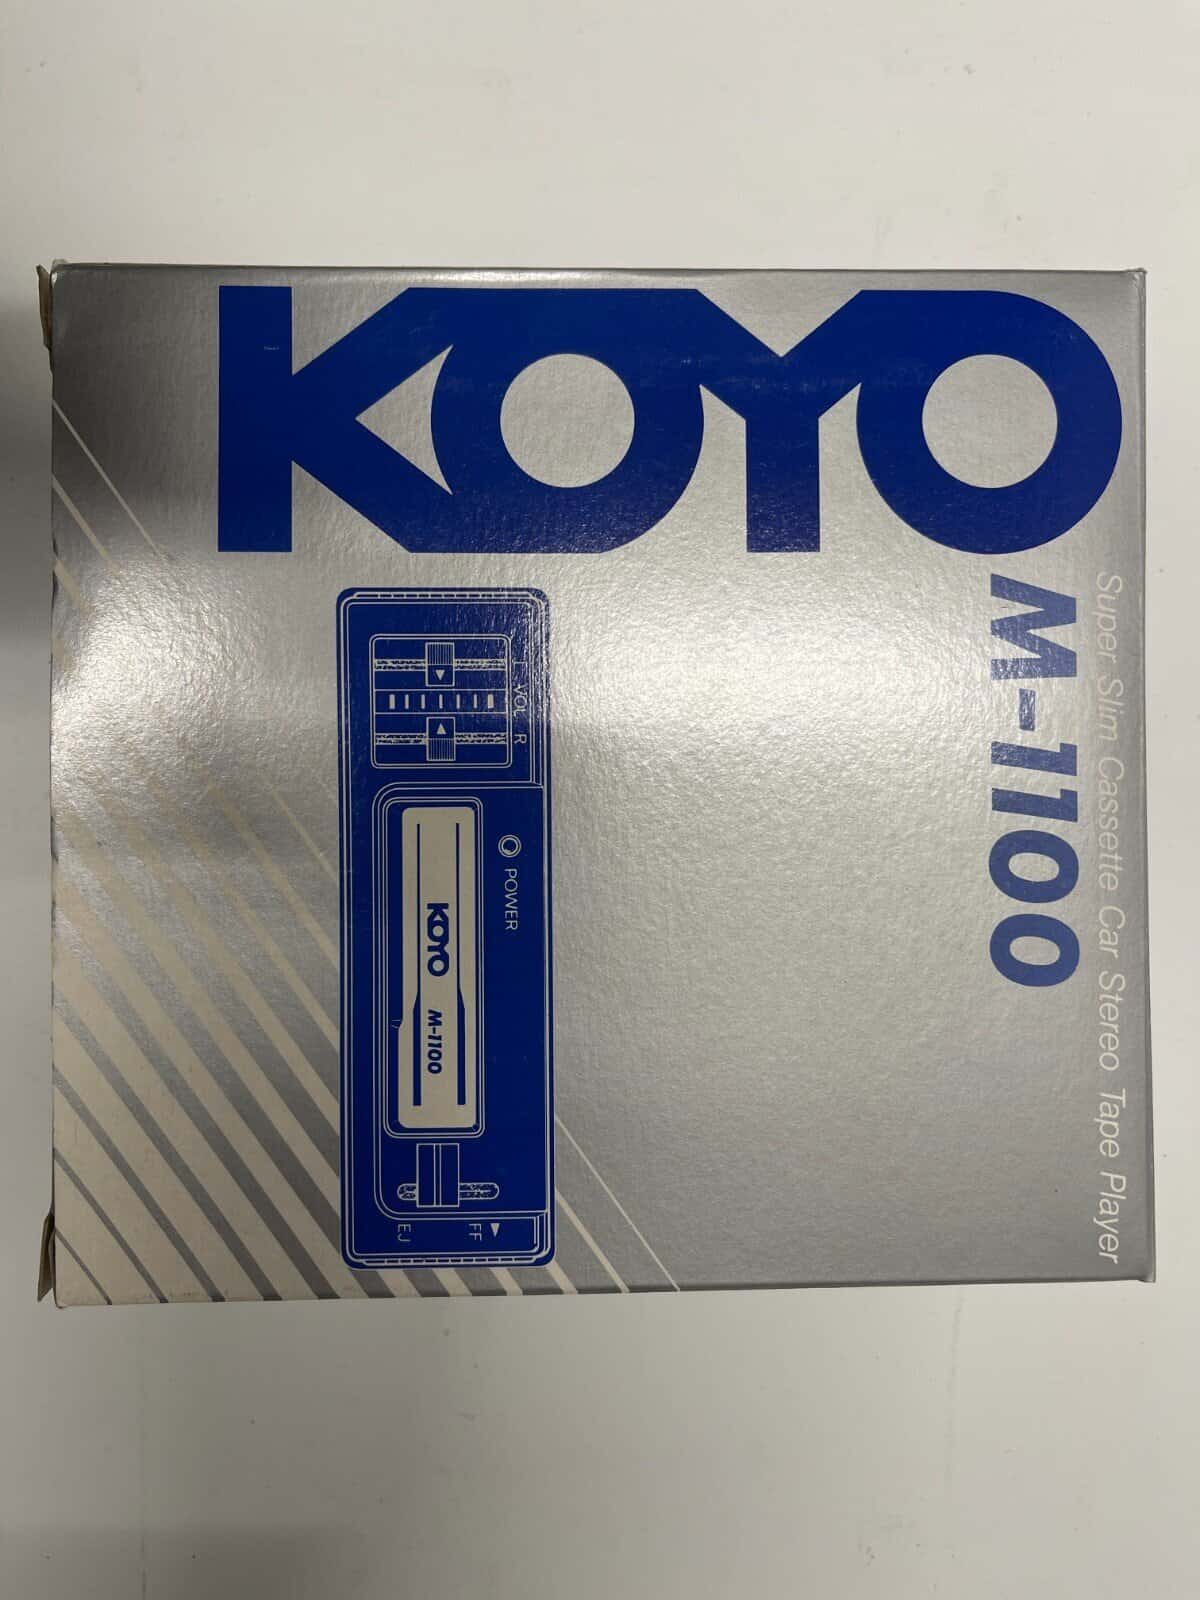 KOYO
Super Slim Cassette Car Stereo Tape Player
M-1100
L VOL R
POWER
KOYO M-1100
FF
EJ